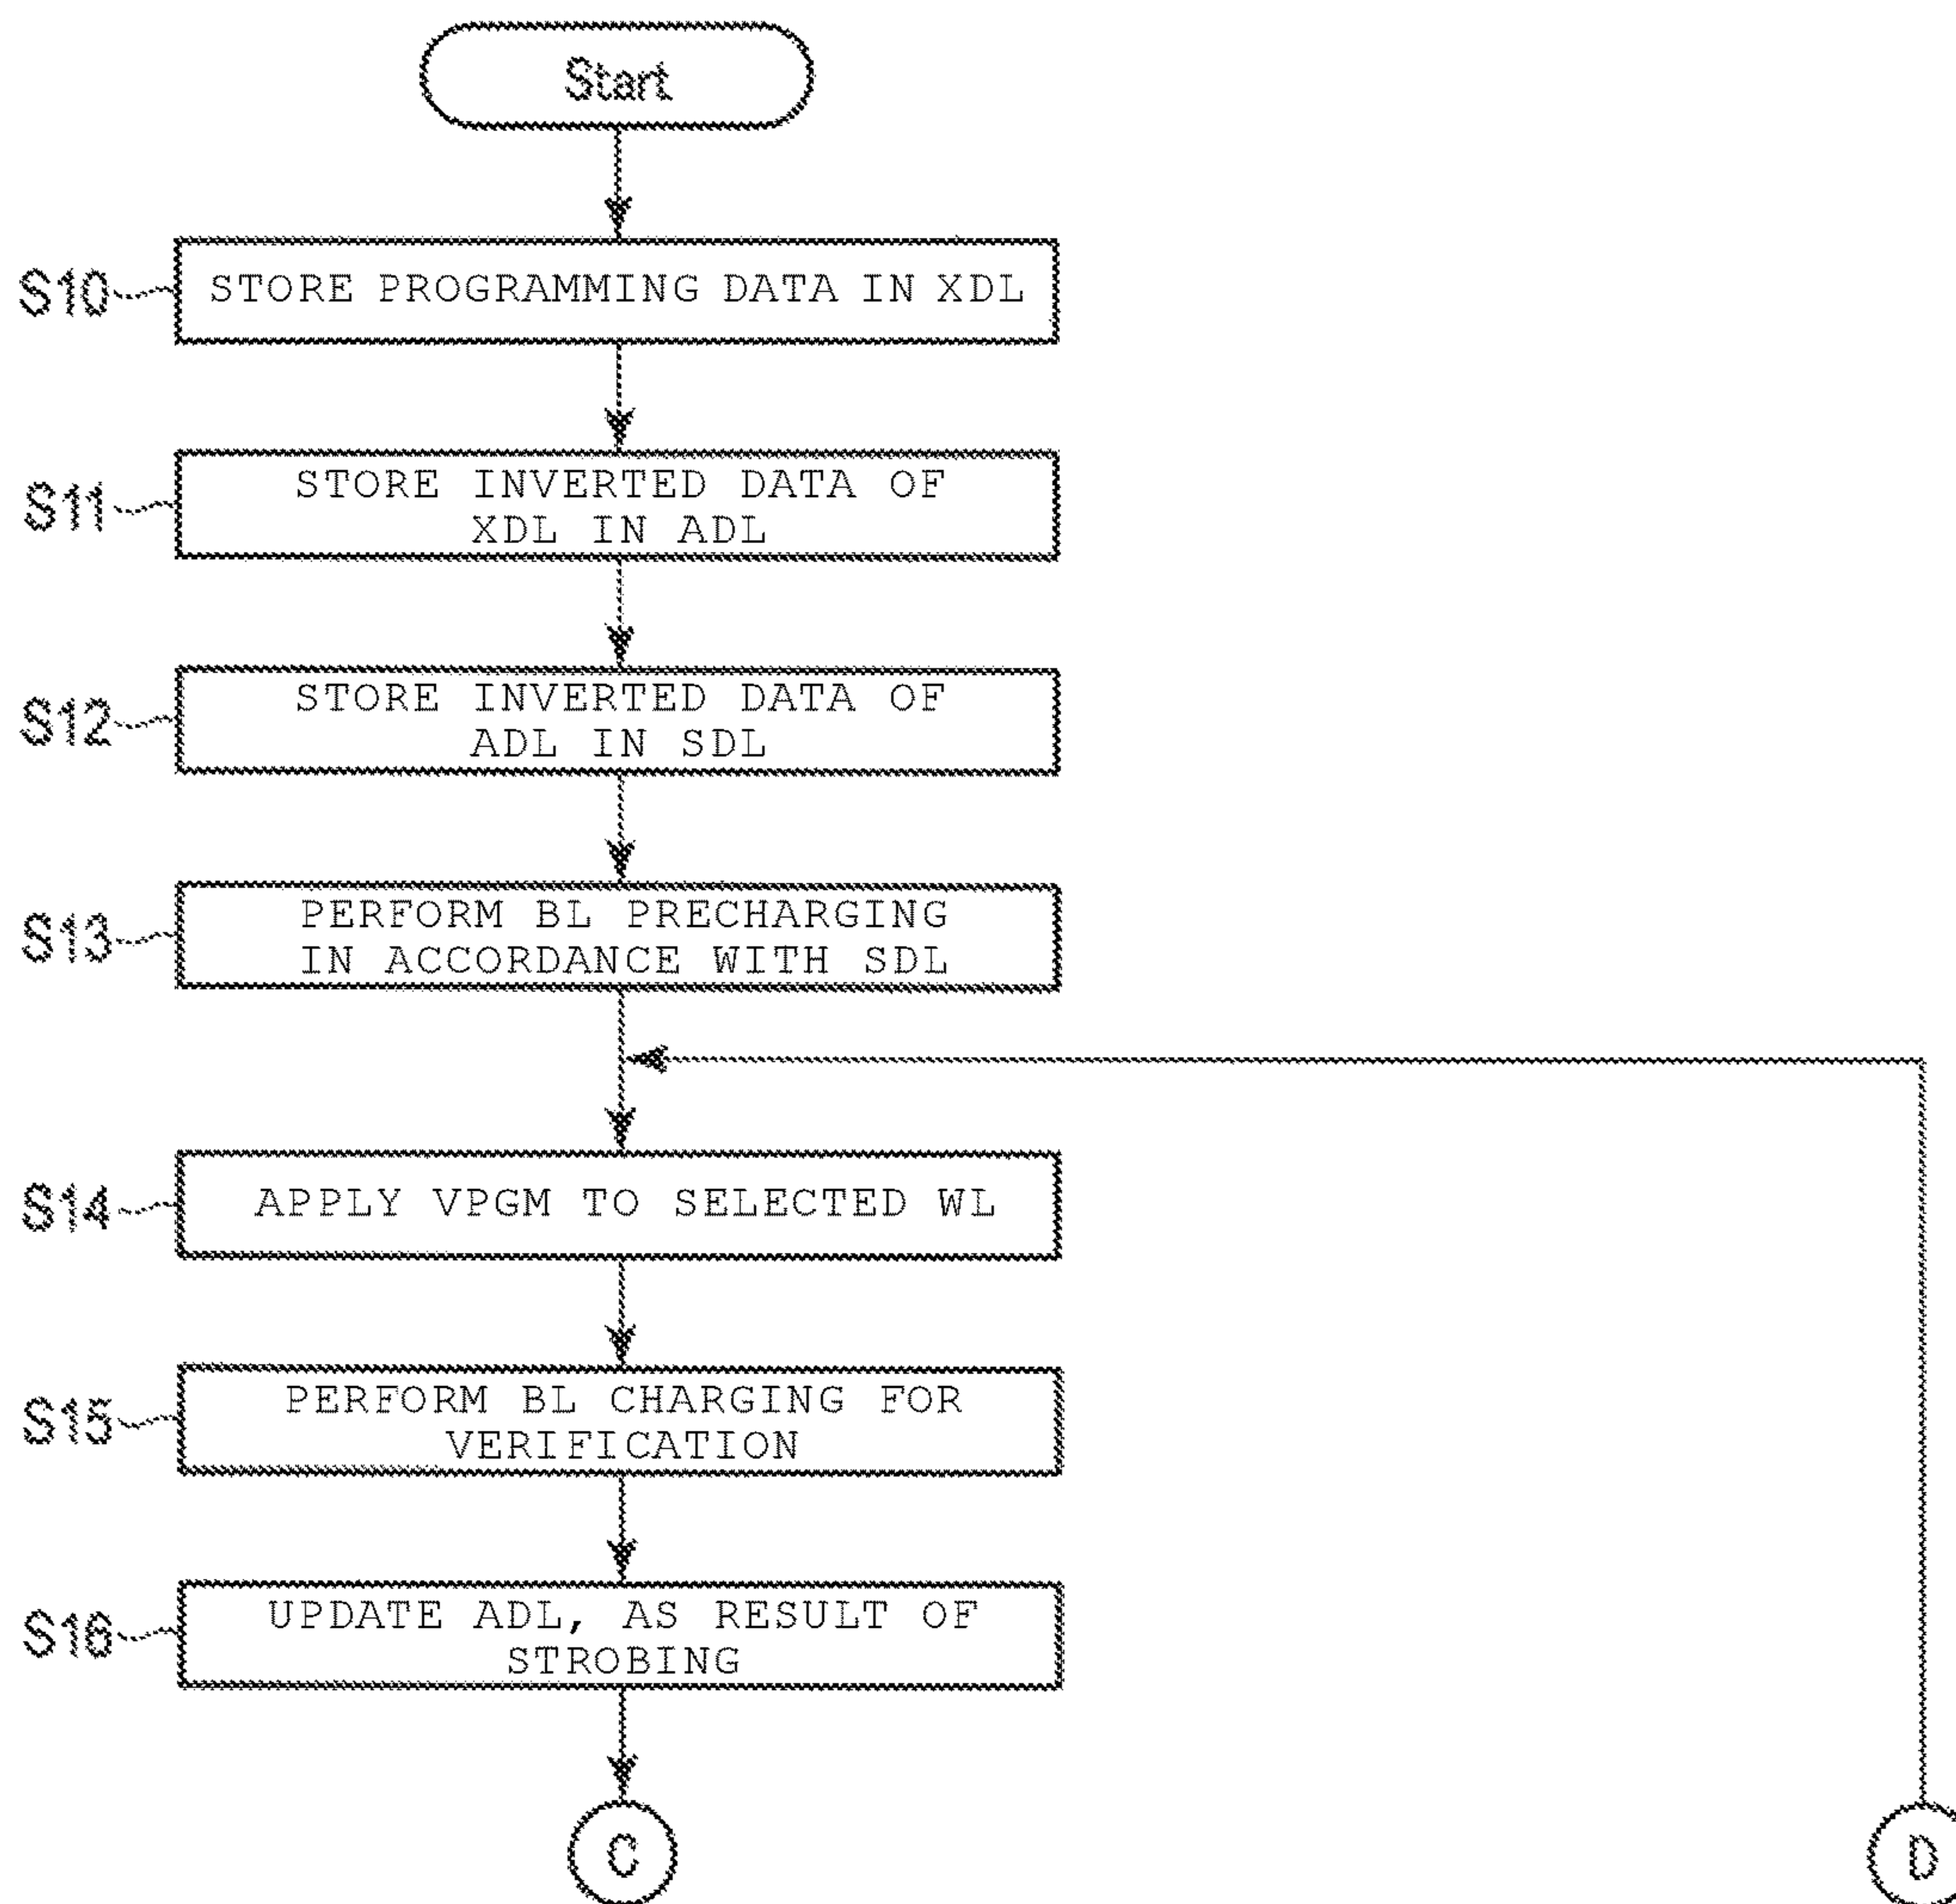 Start
S10
STORE PROGRAMMING DATA IN XDL
S11
STORE INVERTED DATA OF
XDL IN ADL
S12
STORE INVERTED DATA OF
ADL IN SDL
S13
PERFORM BL PRECHARGING
IN ACCORDANCE WITH SDL
S14
APPLY VPGM TO SELECTED WL
S15
PERFORM BL CHARGING FOR
VERIFICATION
S16
UPDATE ADL, AS RESULT OF
STROBING
C
D